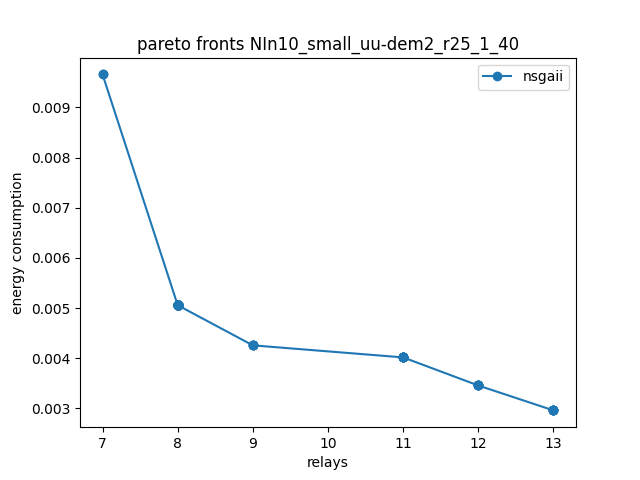 pareto fronts NIn10_small_uu-dem2_r25_1_40
nsgaii
energy consumption
0.009
0.008
0.007
0.006
0.005
0.004
0.003
7 8 9 10 11 12 13
relays